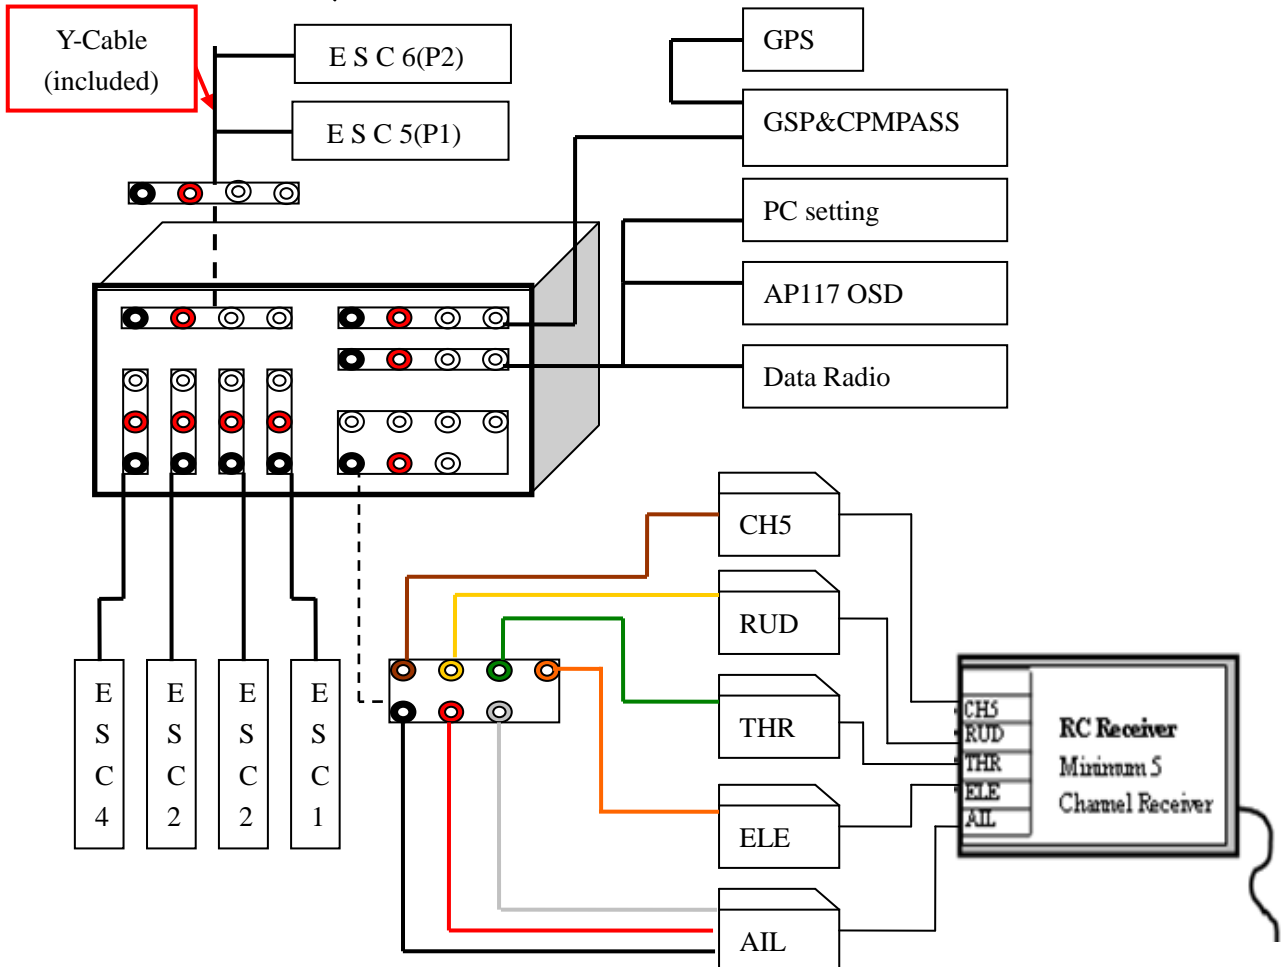 Y-Cable
(included)
E S C 6(P2)
E S C 5(P1)
GPS
GSP&CPMPASS
PC setting
AP117 OSD
Data Radio
CH5
RUD
THR
ELE
AIL
E
S
C
4
E
S
C
2
E
S
C
2
E
S
C
1
CH5
RUD
THR
ELE
AIL
RC Receiver
Minimum 5
Channel Receiver